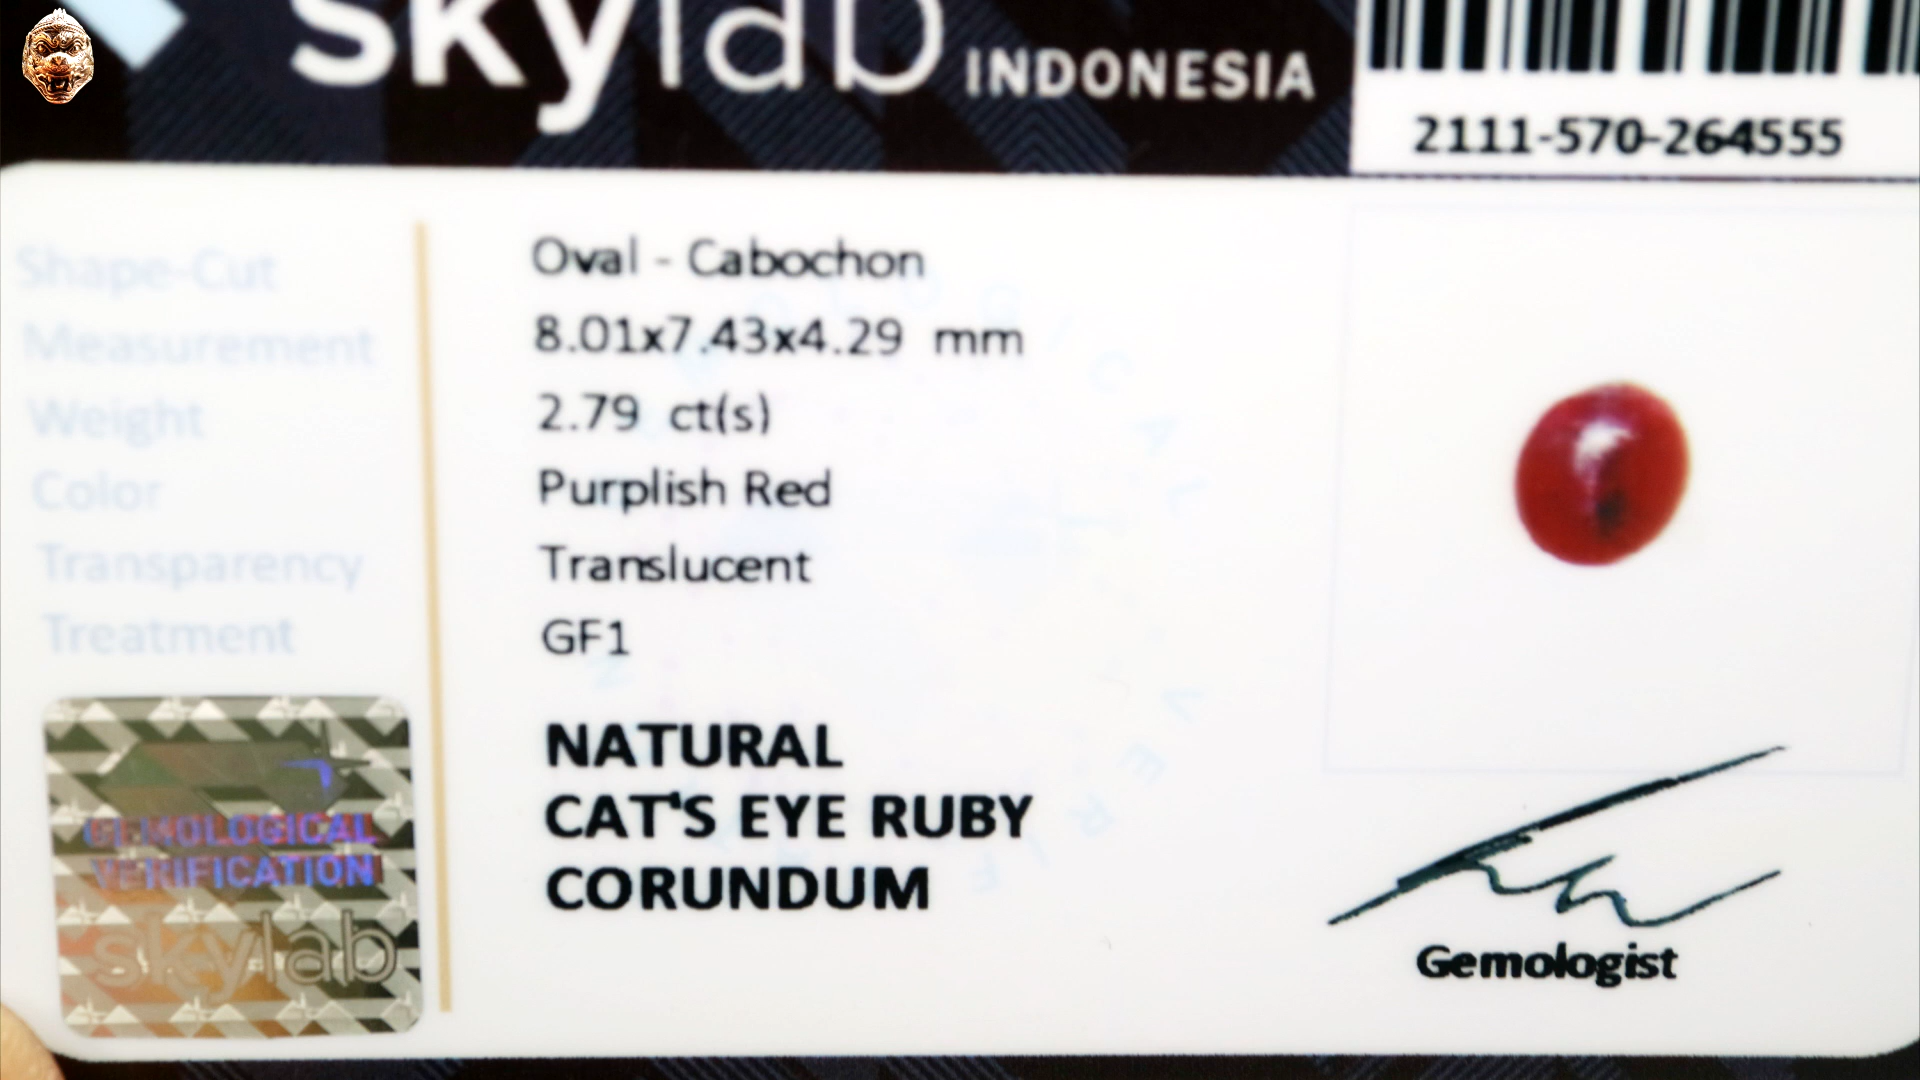 skylab INDONESIA
2111-570-264555
Shape-Cut Oval - Cabochon
Measurement 8.01x7.43x4.29 mm
Weight 2.79 ct(s)
Color Purplish Red
Transparency Translucent
Treatment GF1
NATURAL
CAT'S EYE RUBY
CORUNDUM
GEMOLOGICAL
VERIFICATION
skylab
Gemologist